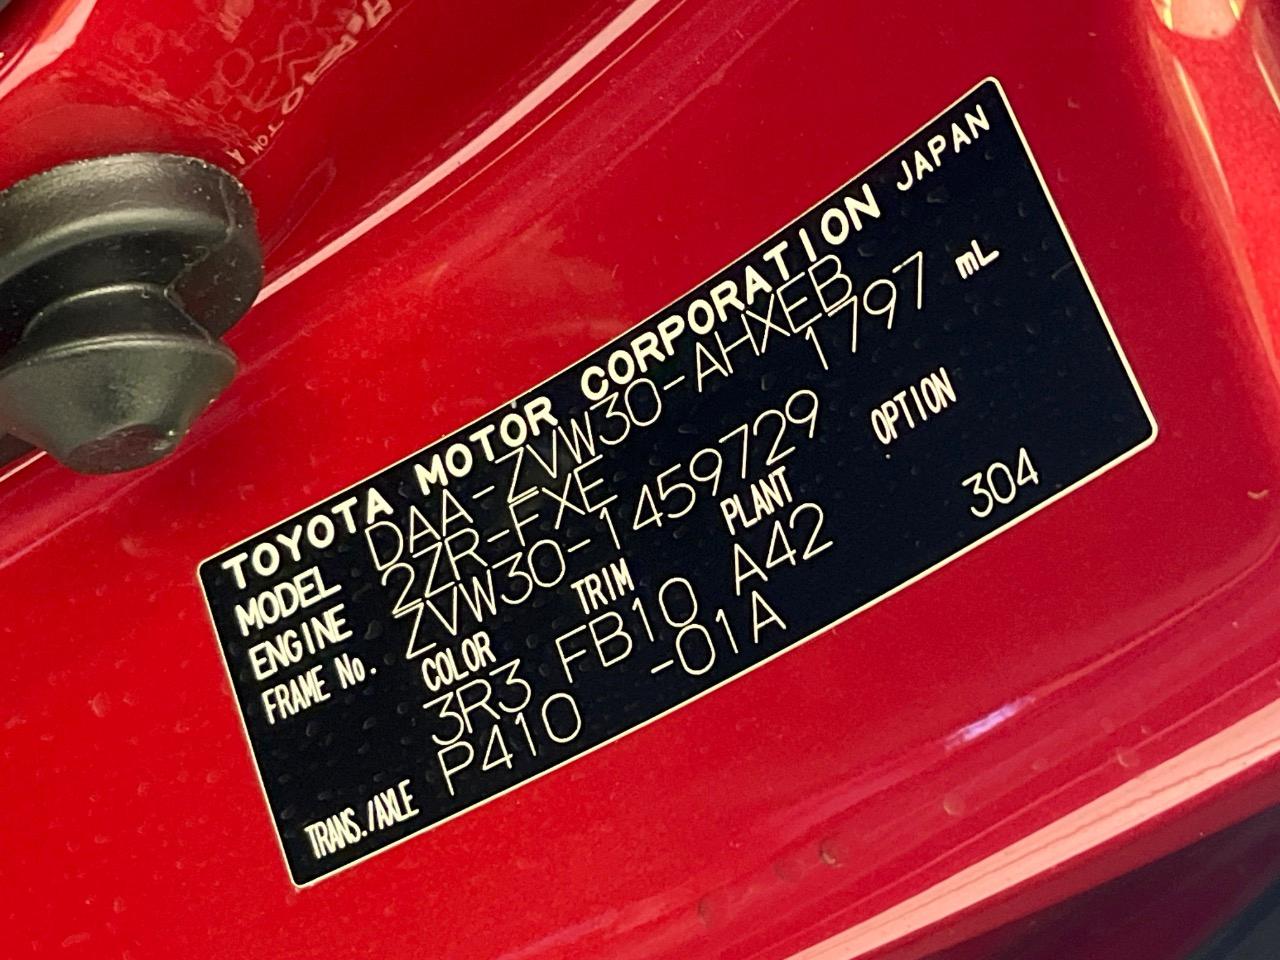 TOYOTA MOTOR CORPORATION JAPAN
MODEL DAA-ZVW30-AHXEB
ENGINE 2ZR-FXE 1797 mL
FRAME No. ZVW30-1459729
COLOR TRIM PLANT OPTION
3R3 FB10 A42 304
TRANS./AXLE P410 -01A